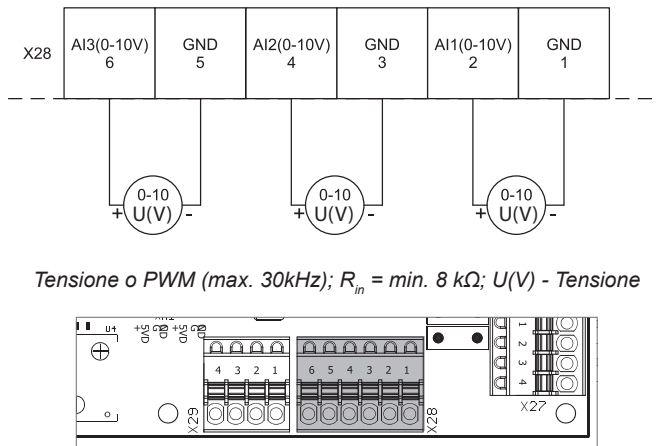 X28
AI3(0-10V) GND AI2(0-10V) GND AI1(0-10V) GND
6 5 4 3 2 1
0-10 0-10 0-10
+ U(V) - + U(V) - + U(V) -
Tensione o PWM (max. 30kHz); Rin = min. 8 kΩ; U(V) - Tensione
4 3 2 1
X29
6 5 4 3 2 1
X28
1
2
3
4
X27